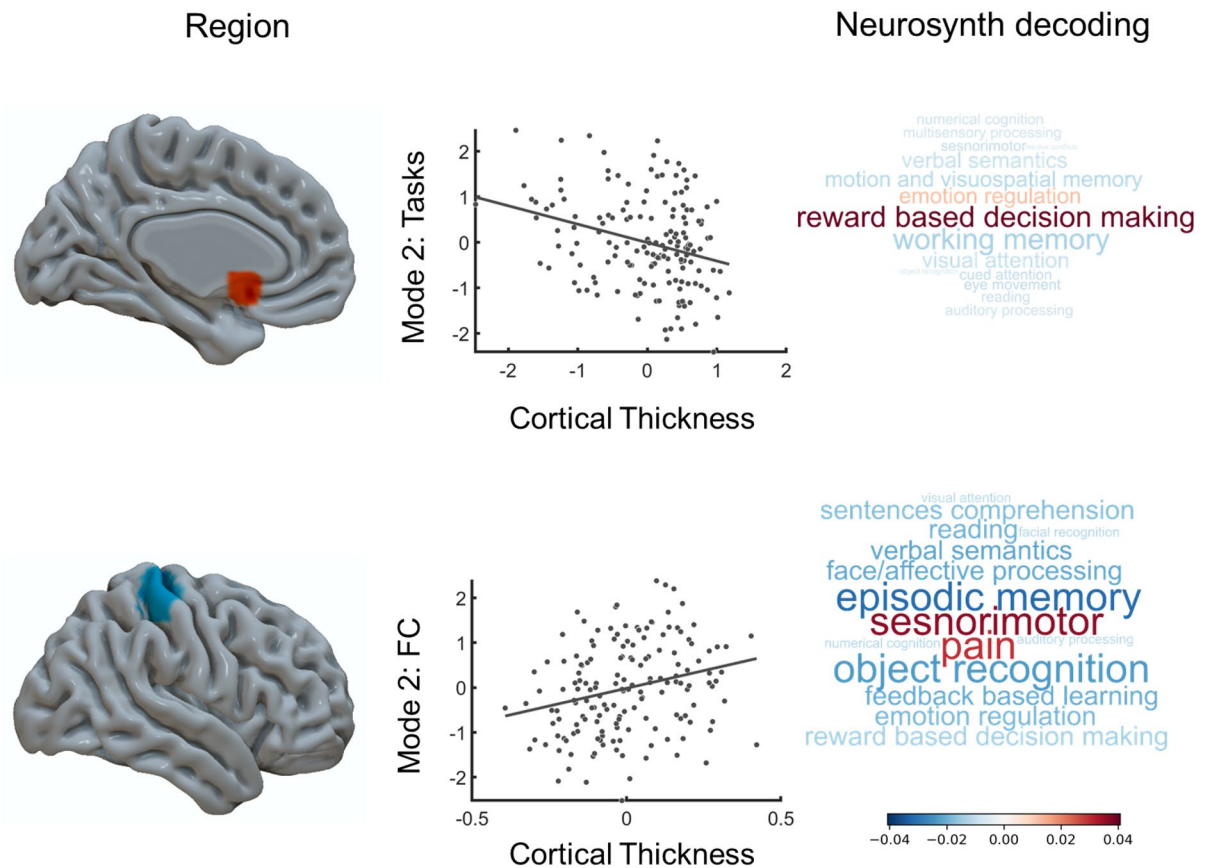 Region
Neurosynth decoding
Mode 2: Tasks
2
1
0
-1
-2
-2
-1
0
1
2
Cortical Thickness
numerical cognition
multisensory processing
sesnorimotor
verbal semantics
motion and visuospatial memory
emotion regulation
reward based decision making
working memory
visual attention
object recognition
cued attention
eye movement
reading
auditory processing
Mode 2: FC
2
1
0
-1
-2
-0.5
0
0.5
Cortical Thickness
visual attention
sentences comprehension
reading facial recognition
verbal semantics
face/affective processing
episodic memory
sesnorimotor
numerical cognition pain auditory processing
object recognition
feedback based learning
emotion regulation
reward based decision making
−0.04 −0.02 0.00 0.02 0.04